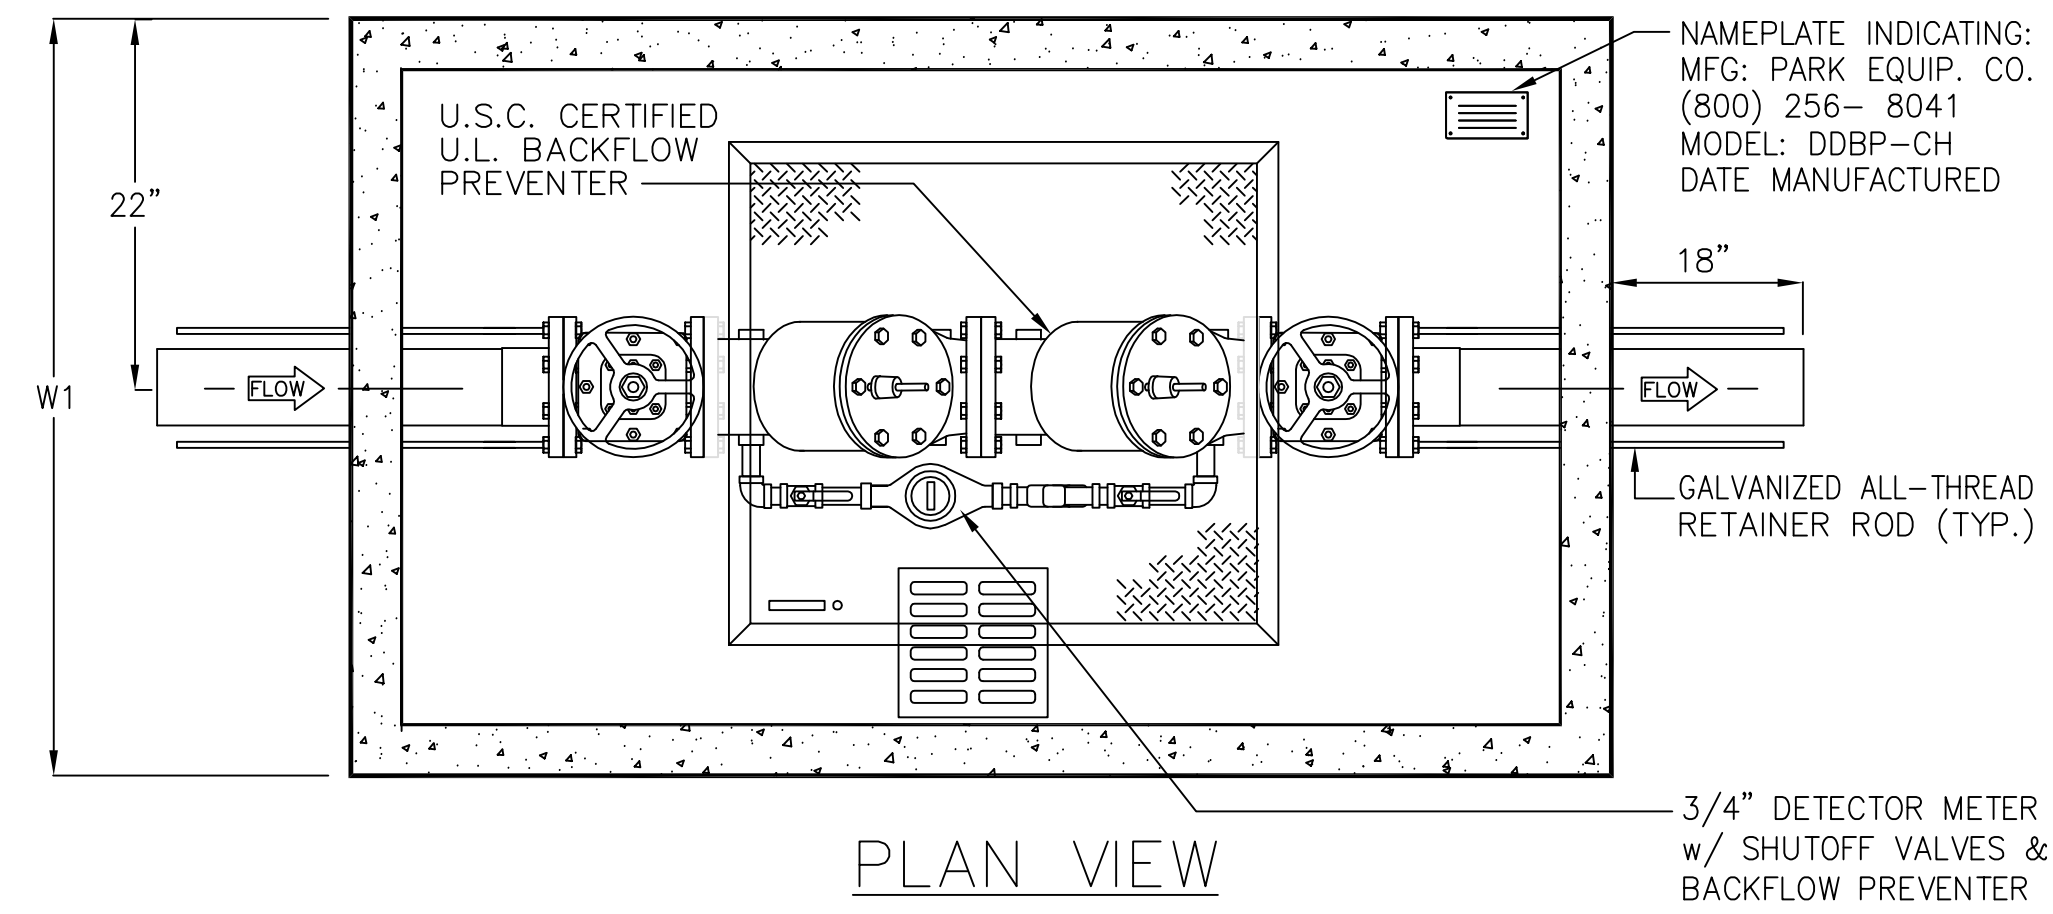 NAMEPLATE INDICATING:
MFG: PARK EQUIP. CO.
(800) 256- 8041
MODEL: DDBP-CH
DATE MANUFACTURED
U.S.C. CERTIFIED
U.L. BACKFLOW
PREVENTER
22"
18"
W1
FLOW
FLOW
GALVANIZED ALL-THREAD
RETAINER ROD (TYP.)
3/4" DETECTOR METER
w/ SHUTOFF VALVES &
BACKFLOW PREVENTER
PLAN VIEW